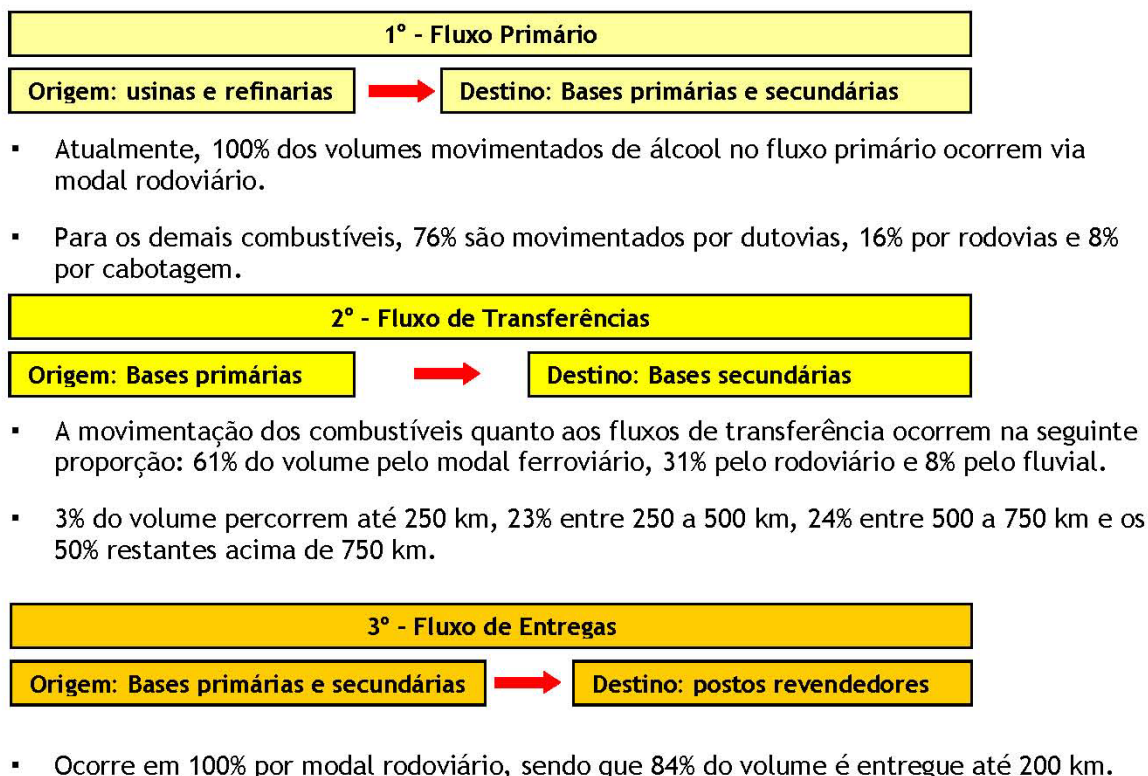 1º - Fluxo Primário
Origem: usinas e refinarias
Destino: Bases primárias e secundárias
▪ Atualmente, 100% dos volumes movimentados de álcool no fluxo primário ocorrem via
modal rodoviário.
▪ Para os demais combustíveis, 76% são movimentados por dutovias, 16% por rodovias e 8%
por cabotagem.
2º - Fluxo de Transferências
Origem: Bases primárias
Destino: Bases secundárias
▪ A movimentação dos combustíveis quanto aos fluxos de transferência ocorrem na seguinte
proporção: 61% do volume pelo modal ferroviário, 31% pelo rodoviário e 8% pelo fluvial.
▪ 3% do volume percorrem até 250 km, 23% entre 250 a 500 km, 24% entre 500 a 750 km e os
50% restantes acima de 750 km.
3º - Fluxo de Entregas
Origem: Bases primárias e secundárias
Destino: postos revendedores
▪ Ocorre em 100% por modal rodoviário, sendo que 84% do volume é entregue até 200 km.